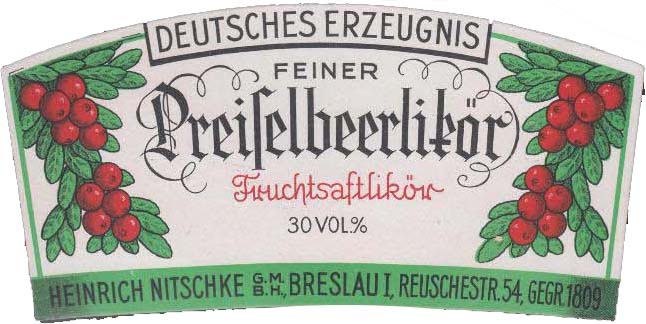 DEUTSCHES ERZEUGNIS
FEINER
Preiſelbeerlikör
Fruchtsaftlikör
30 VOL.%
HEINRICH NITSCHKE G.M.B.H., BRESLAU I, REUSCHESTR. 54, GEGR. 1809